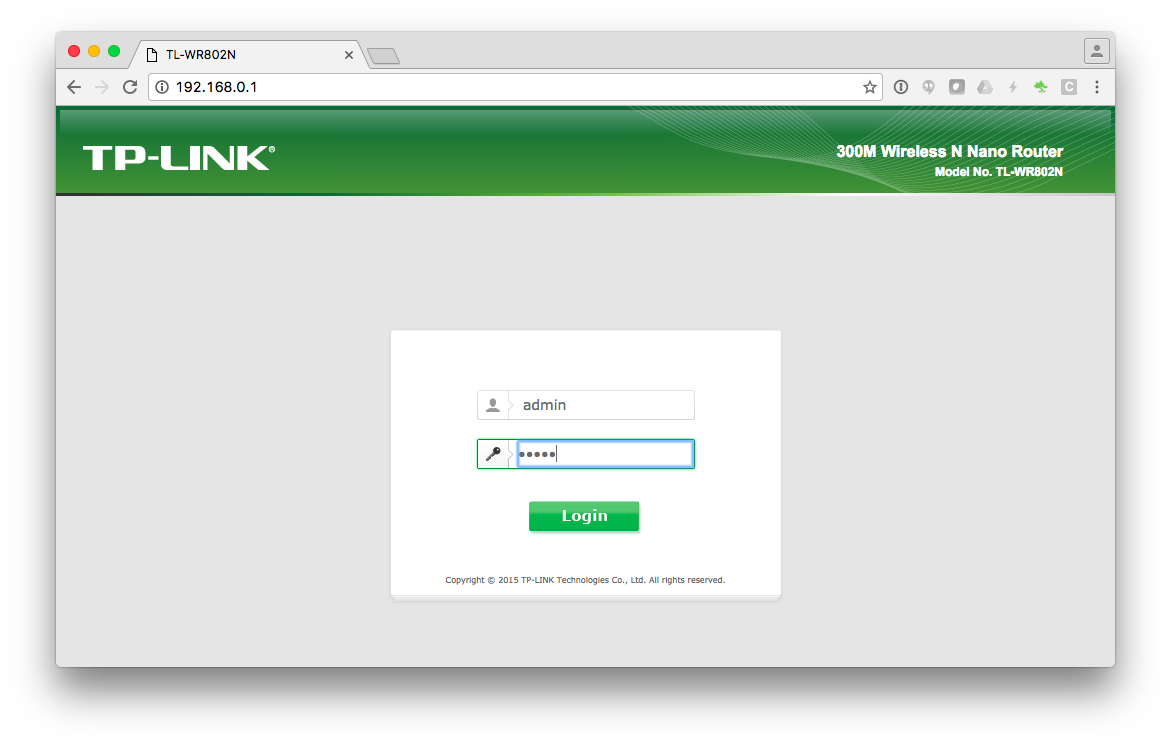 TL-WR802N
192.168.0.1
C
TP-LINK®
300M Wireless N Nano Router
Model No. TL-WR802N
admin
•••••
Login
Copyright © 2015 TP-LINK Technologies Co., Ltd. All rights reserved.